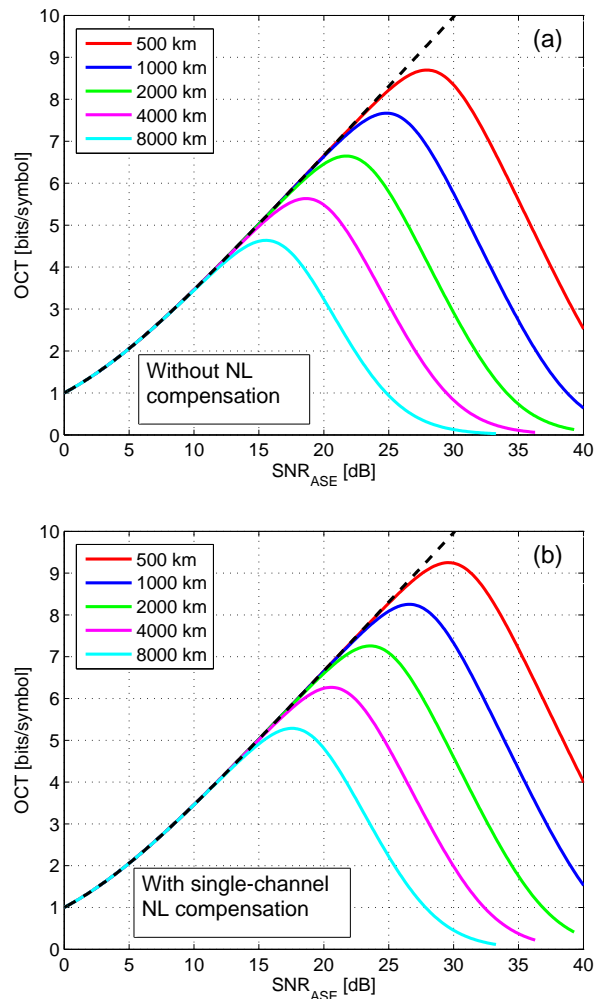 (a)
500 km
1000 km
2000 km
4000 km
8000 km
Without NL
compensation
OCT [bits/symbol]
10
9
8
7
6
5
4
3
2
1
0
0 5 10 15 20 25 30 35 40
SNR_ASE [dB]
(b)
500 km
1000 km
2000 km
4000 km
8000 km
With single-channel
NL compensation
OCT [bits/symbol]
10
9
8
7
6
5
4
3
2
1
0
0 5 10 15 20 25 30 35 40
SNR_ASE [dB]